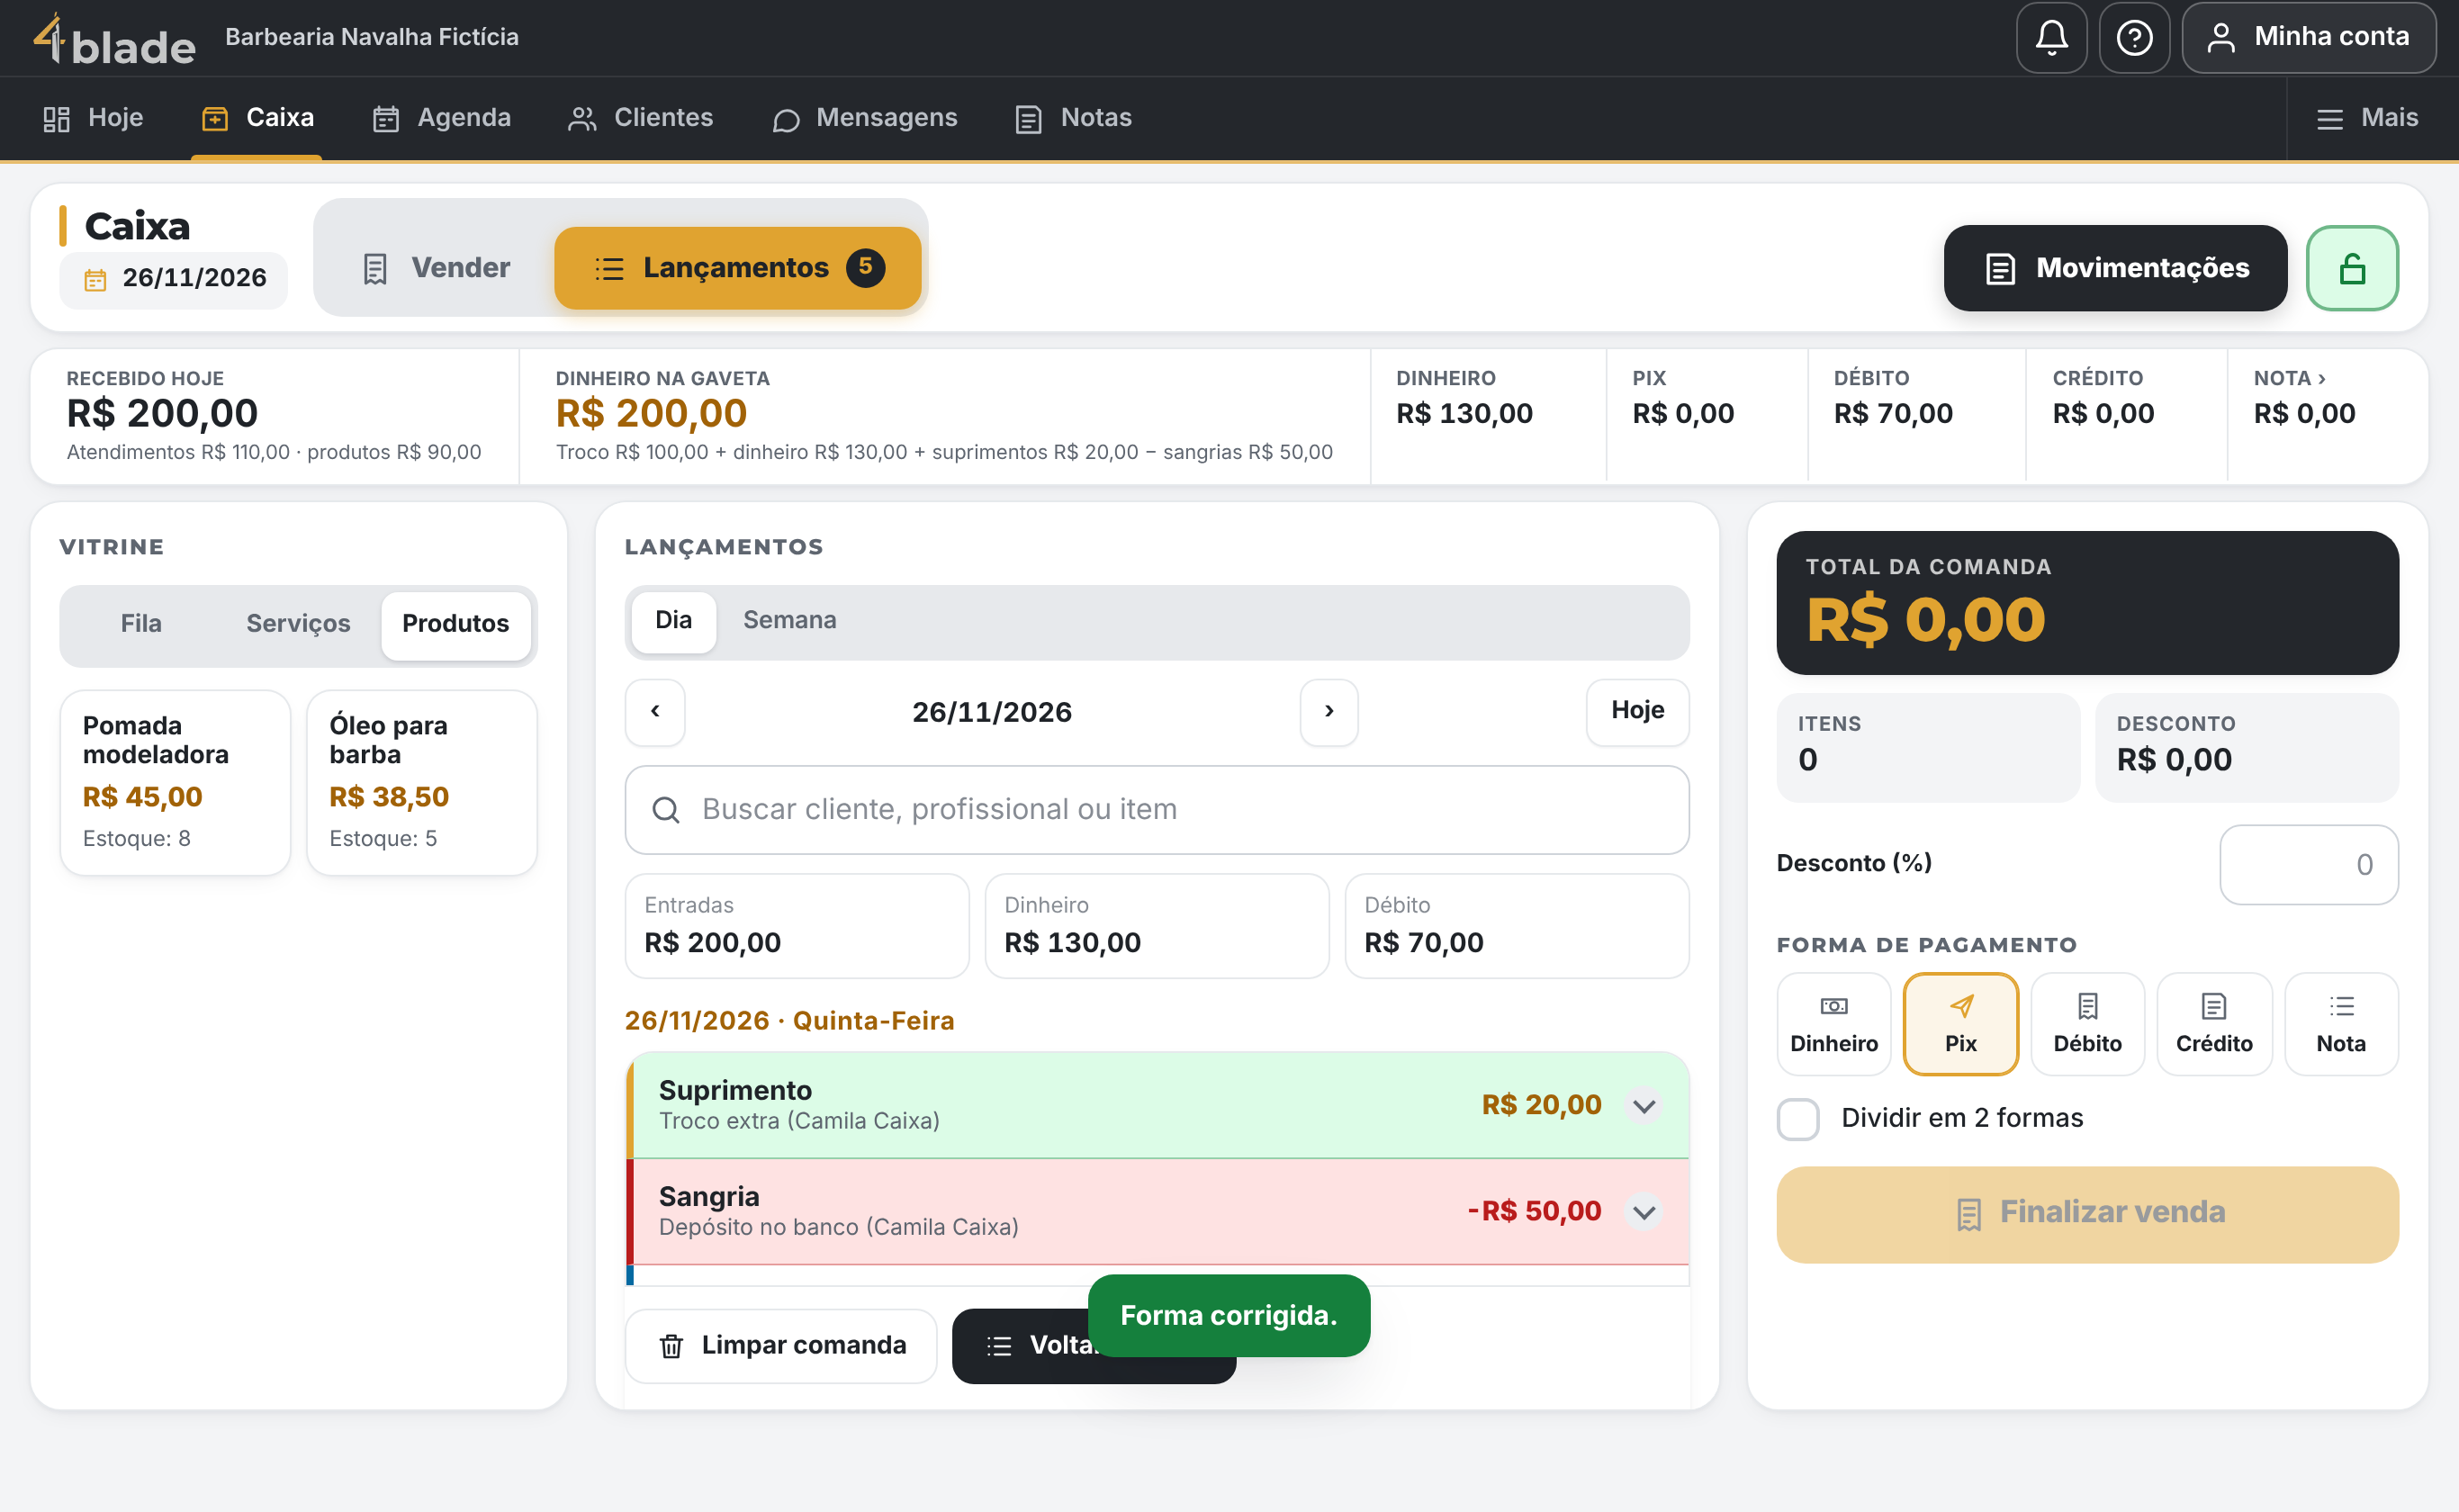 4blade
Barbearia Navalha Fictícia
Minha conta
Hoje
Caixa
Agenda
Clientes
Mensagens
Notas
Mais
Caixa
26/11/2026
Vender
Lançamentos 5
Movimentações
RECEBIDO HOJE
R$ 200,00
Atendimentos R$ 110,00 · produtos R$ 90,00
DINHEIRO NA GAVETA
R$ 200,00
Troco R$ 100,00 + dinheiro R$ 130,00 + suprimentos R$ 20,00 − sangrias R$ 50,00
DINHEIRO
R$ 130,00
PIX
R$ 0,00
DÉBITO
R$ 70,00
CRÉDITO
R$ 0,00
NOTA ›
R$ 0,00
VITRINE
Fila
Serviços
Produtos
Pomada
modeladora
R$ 45,00
Estoque: 8
Óleo para
barba
R$ 38,50
Estoque: 5
LANÇAMENTOS
Dia
Semana
‹
26/11/2026
›
Hoje
Buscar cliente, profissional ou item
Entradas
R$ 200,00
Dinheiro
R$ 130,00
Débito
R$ 70,00
26/11/2026 · Quinta-Feira
Suprimento
Troco extra (Camila Caixa)
R$ 20,00
Sangria
Depósito no banco (Camila Caixa)
-R$ 50,00
Limpar comanda
Forma corrigida.
TOTAL DA COMANDA
R$ 0,00
ITENS
0
DESCONTO
R$ 0,00
Desconto (%)
0
FORMA DE PAGAMENTO
Dinheiro
Pix
Débito
Crédito
Nota
Dividir em 2 formas
Finalizar venda